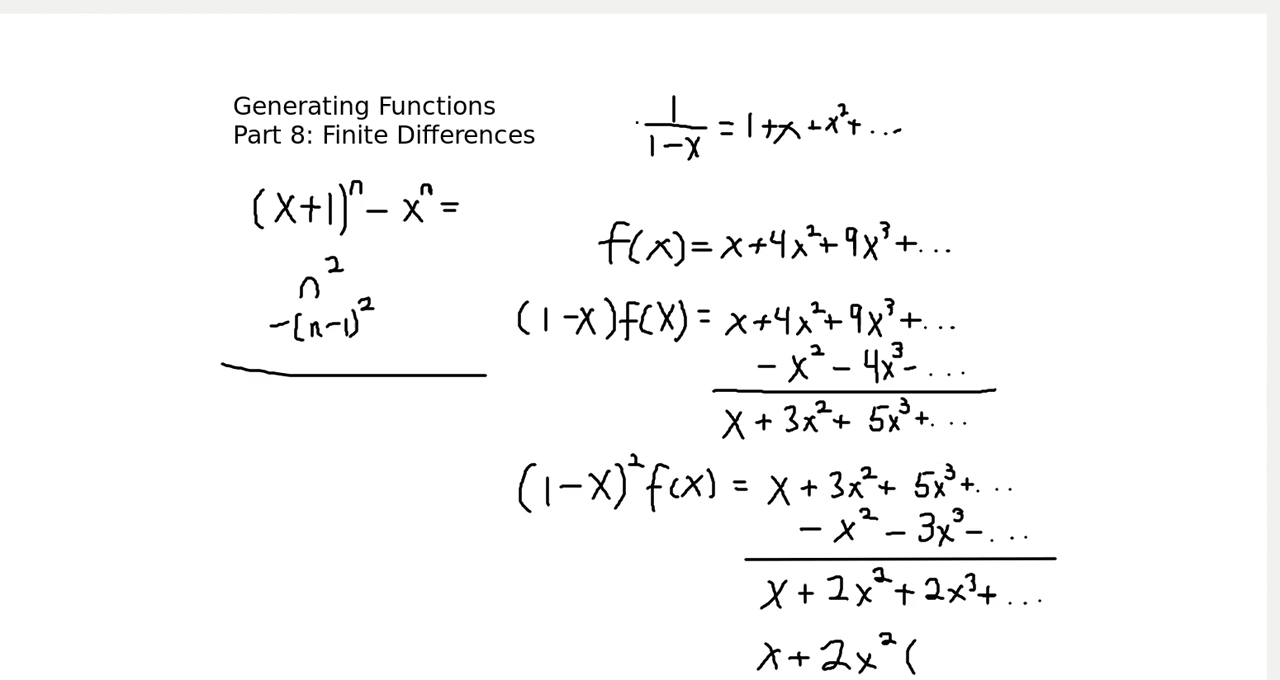 Generating Functions
Part 8: Finite Differences
(x+1)ⁿ - xⁿ =
n²
-(n-1)²
1/(1-x) = 1+x+x²+...
f(x) = x+4x²+9x³+...
(1-x)f(x) = x+4x²+9x³+...
- x² - 4x³- ...
x + 3x² + 5x³+...
(1-x)²f(x) = x + 3x² + 5x³+...
- x² - 3x³- ...
x + 2x² + 2x³+ ...
x + 2x² (